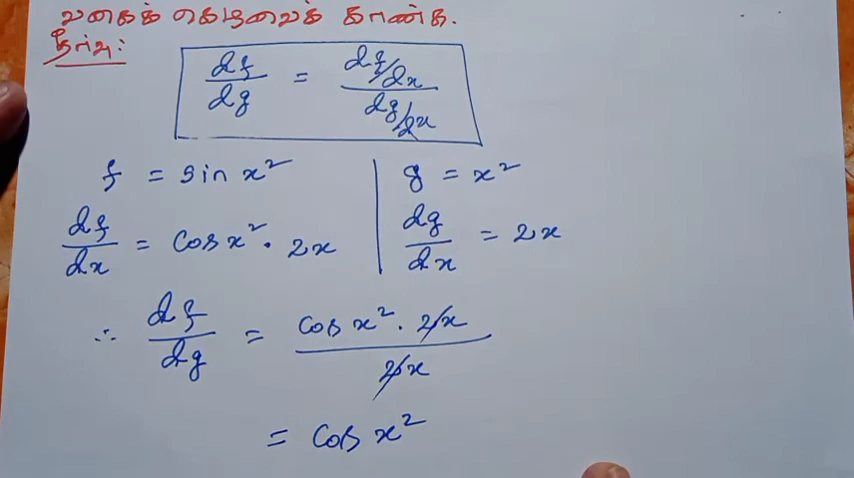 வகைக் கெழுவைக் காண்க.
தீர்வு:
df/dg = (df/dx)/(dg/dx)
f = sin x² | g = x²
df/dx = cos x² · 2x | dg/dx = 2x
∴ df/dg = (cos x² · 2x)/(2x)
= cos x²